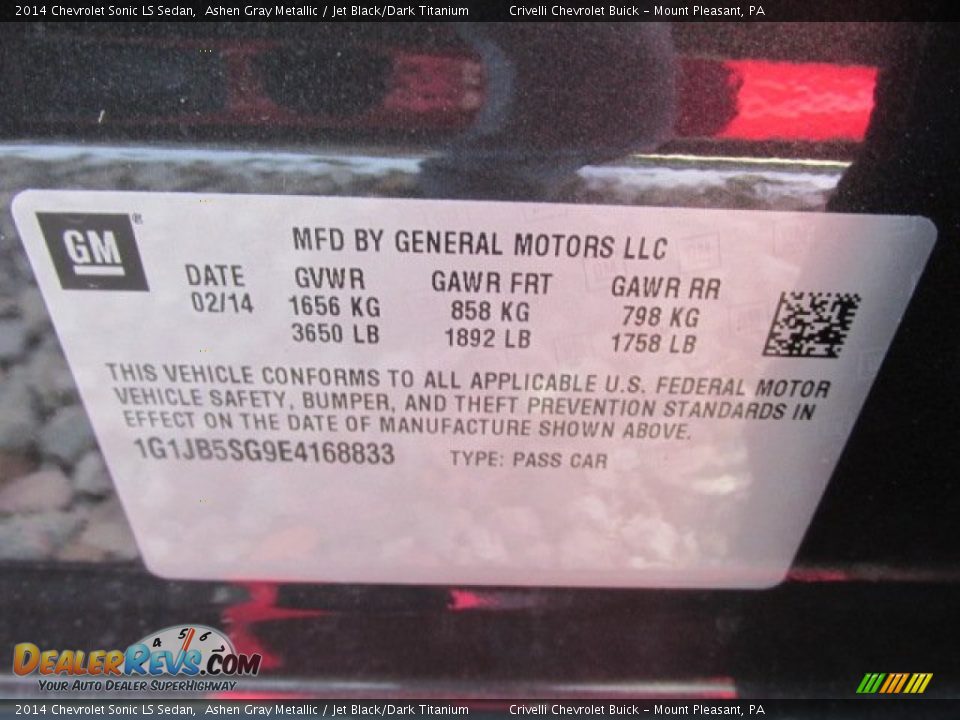 2014 Chevrolet Sonic LS Sedan, Ashen Gray Metallic / Jet Black/Dark Titanium Crivelli Chevrolet Buick - Mount Pleasant, PA
GM®
MFD BY GENERAL MOTORS LLC
DATE GVWR GAWR FRT GAWR RR
02/14 1656 KG 858 KG 798 KG
3650 LB 1892 LB 1758 LB
THIS VEHICLE CONFORMS TO ALL APPLICABLE U.S. FEDERAL MOTOR
VEHICLE SAFETY, BUMPER, AND THEFT PREVENTION STANDARDS IN
EFFECT ON THE DATE OF MANUFACTURE SHOWN ABOVE.
1G1JB5SG9E4168833 TYPE: PASS CAR
4 5 6
DEALERREVS.COM
YOUR AUTO DEALER SUPERHIGHWAY
2014 Chevrolet Sonic LS Sedan, Ashen Gray Metallic / Jet Black/Dark Titanium Crivelli Chevrolet Buick - Mount Pleasant, PA